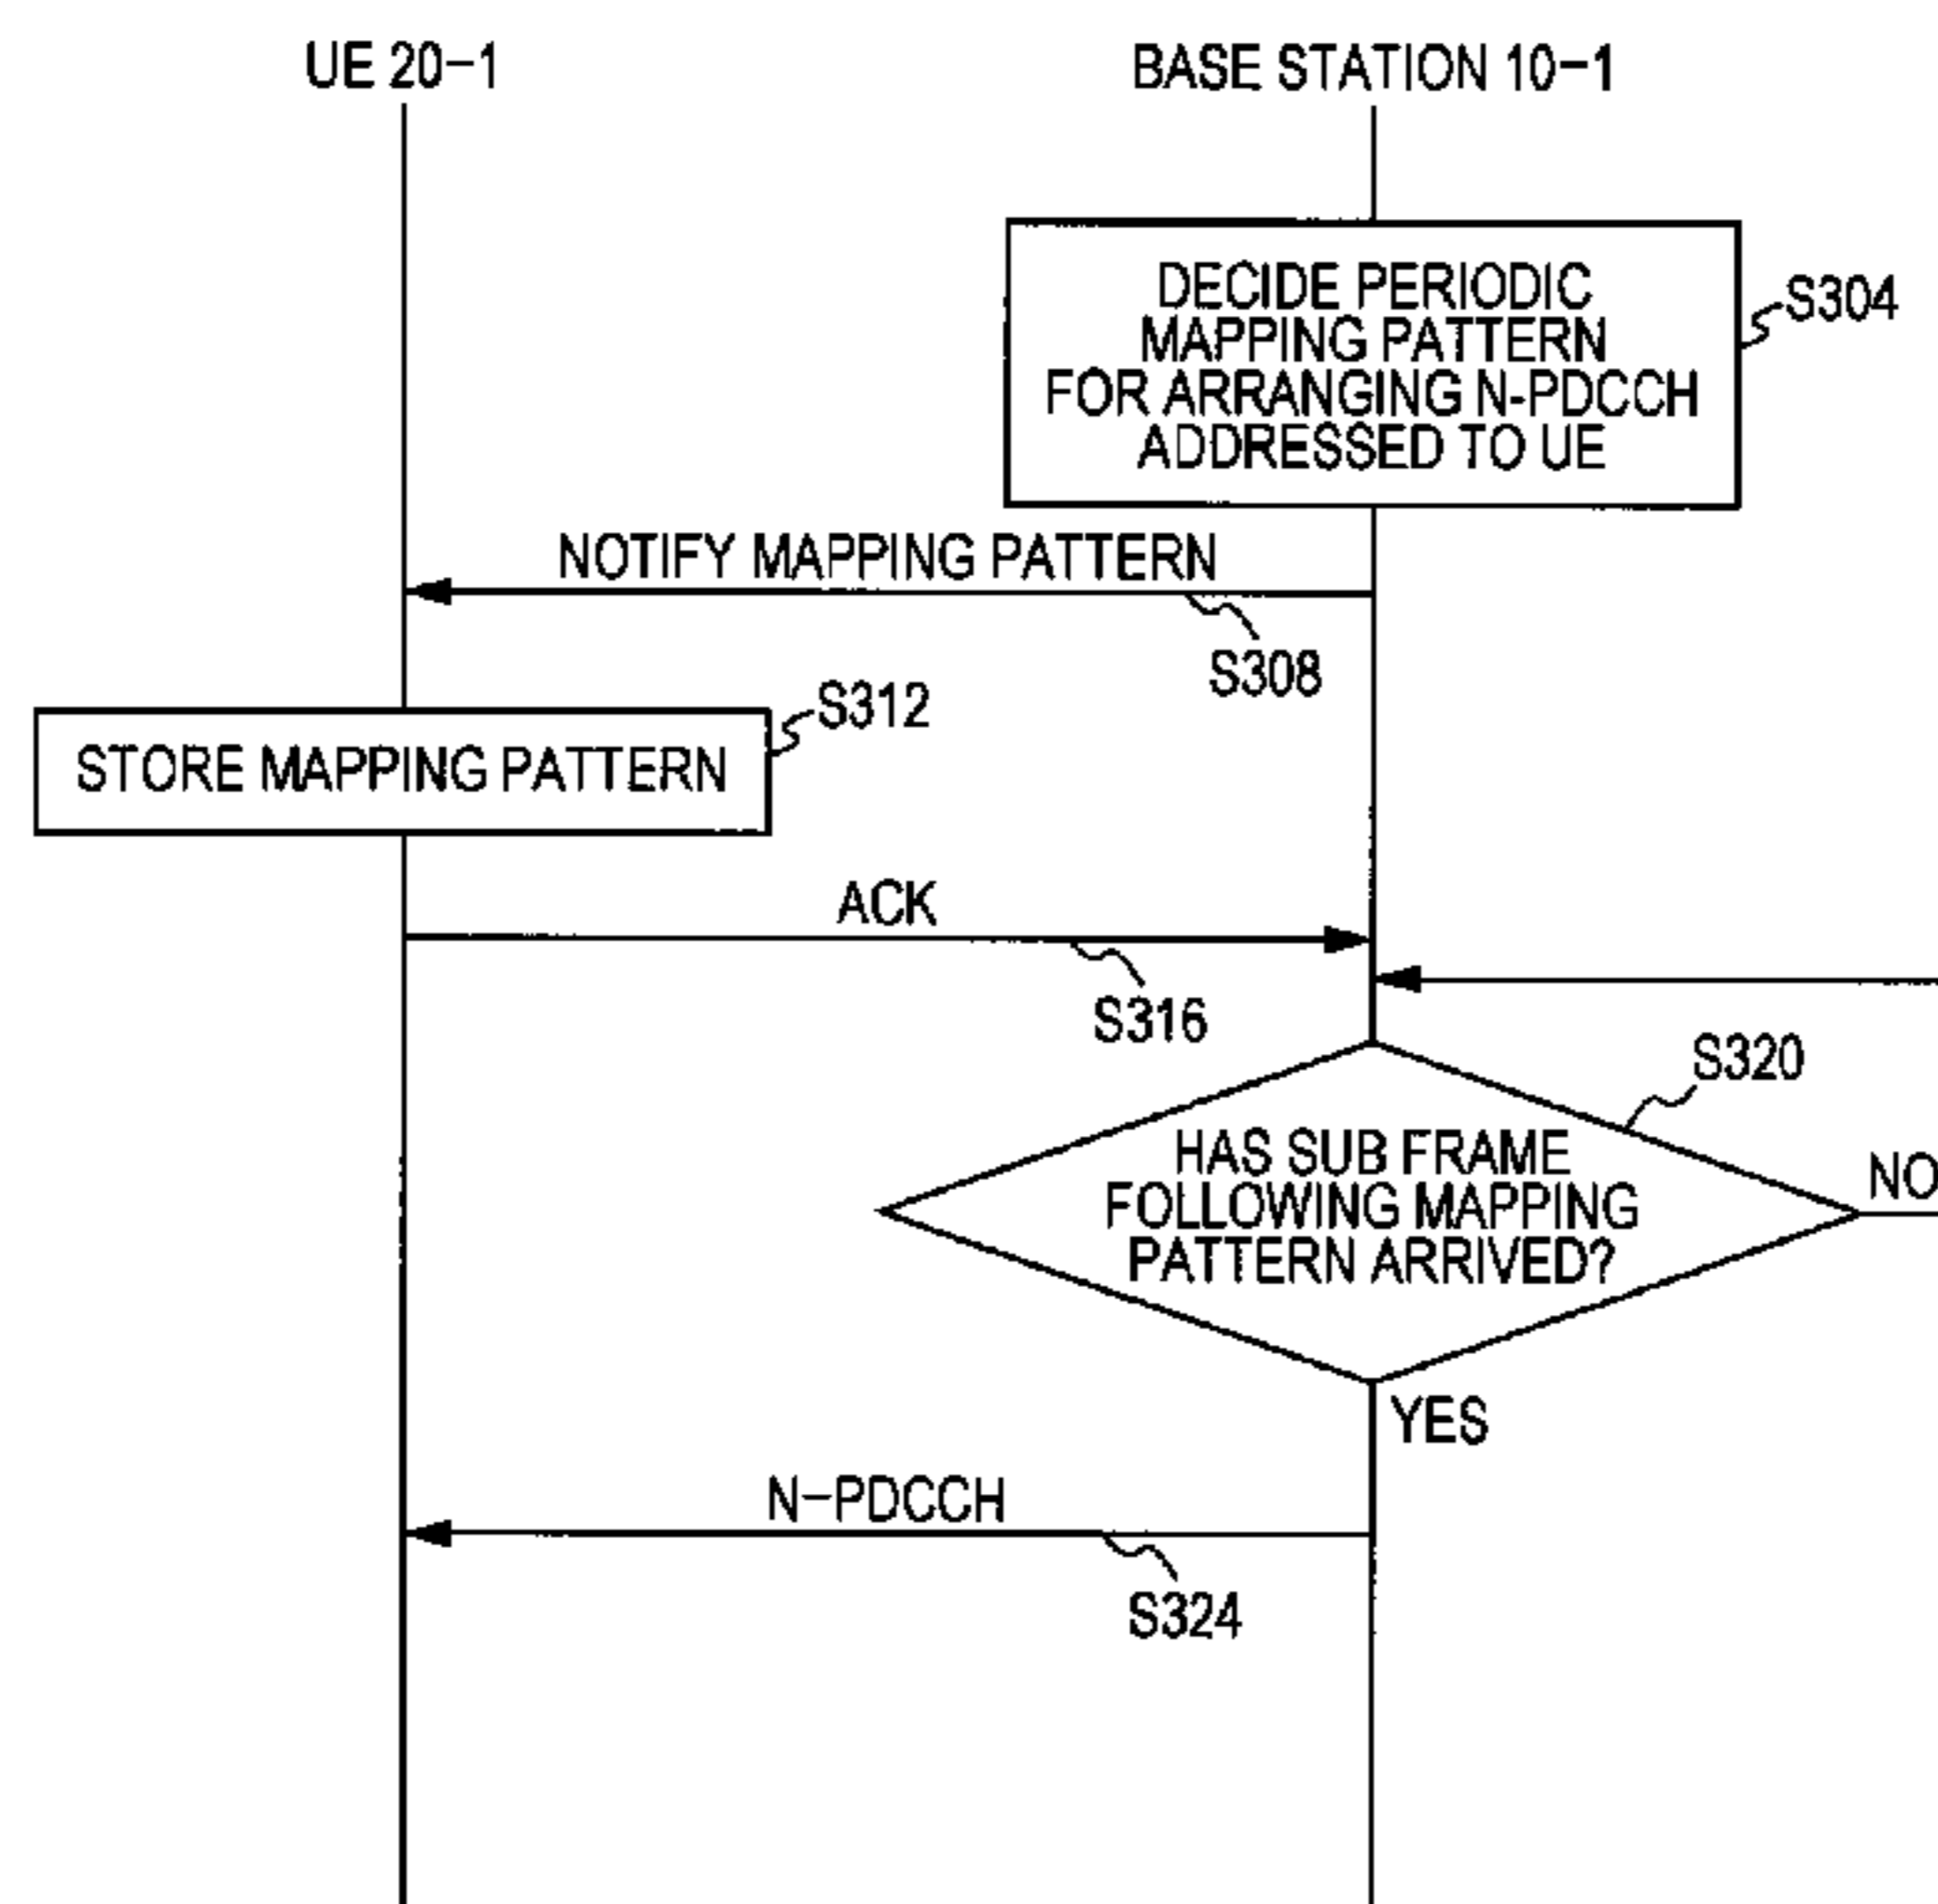 UE 20-1
BASE STATION 10-1
DECIDE PERIODIC
MAPPING PATTERN
FOR ARRANGING N-PDCCH
ADDRESSED TO UE
S304
NOTIFY MAPPING PATTERN
S308
S312
STORE MAPPING PATTERN
ACK
S316
S320
HAS SUB FRAME
FOLLOWING MAPPING
PATTERN ARRIVED?
NO
YES
N-PDCCH
S324